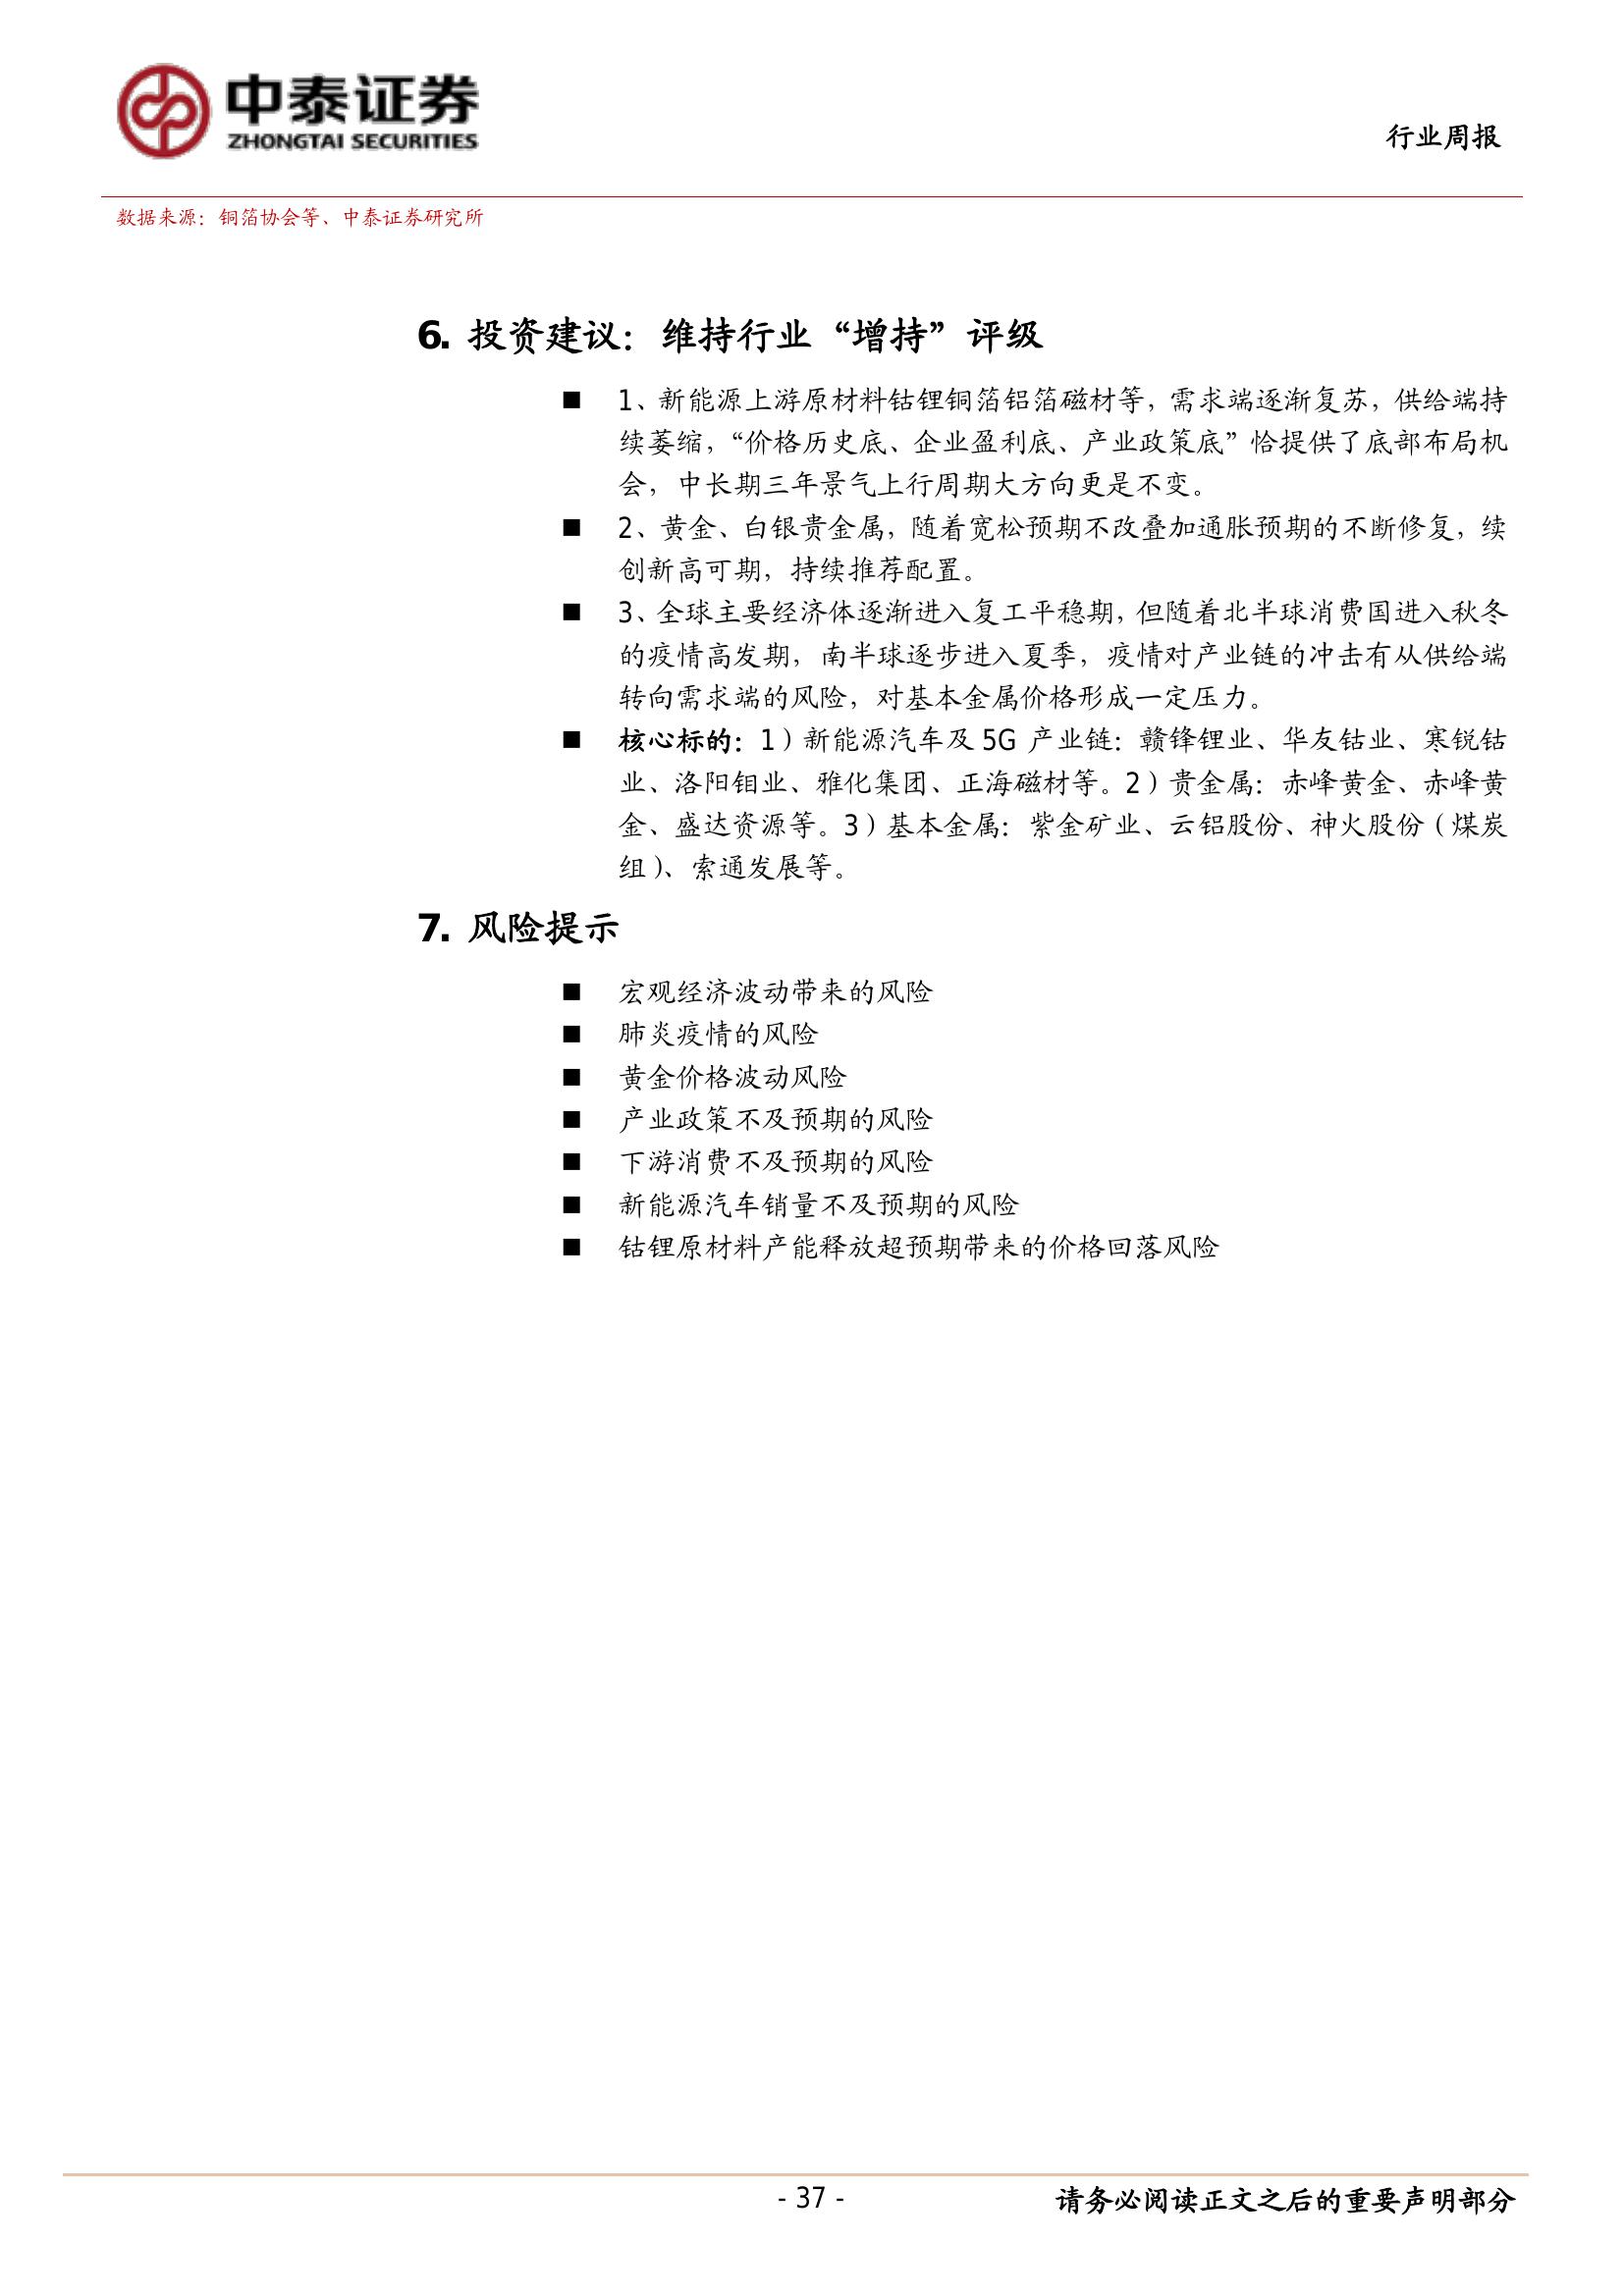 中泰证券
ZHONGTAI SECURITIES
行业周报
数据来源：铜箔协会等、中泰证券研究所
6. 投资建议：维持行业“增持”评级
■ 1、新能源上游原材料钴锂铜箔铝箔磁材等，需求端逐渐复苏，供给端持
续萎缩，“价格历史底、企业盈利底、产业政策底”恰提供了底部布局机
会，中长期三年景气上行周期大方向更是不变。
■ 2、黄金、白银贵金属，随着宽松预期不改叠加通胀预期的不断修复，续
创新高可期，持续推荐配置。
■ 3、全球主要经济体逐渐进入复工平稳期，但随着北半球消费国进入秋冬
的疫情高发期，南半球逐步进入夏季，疫情对产业链的冲击有从供给端
转向需求端的风险，对基本金属价格形成一定压力。
■ 核心标的：1）新能源汽车及 5G 产业链：赣锋锂业、华友钴业、寒锐钴
业、洛阳钼业、雅化集团、正海磁材等。2）贵金属：赤峰黄金、赤峰黄
金、盛达资源等。3）基本金属：紫金矿业、云铝股份、神火股份（煤炭
组）、索通发展等。
7. 风险提示
■ 宏观经济波动带来的风险
■ 肺炎疫情的风险
■ 黄金价格波动风险
■ 产业政策不及预期的风险
■ 下游消费不及预期的风险
■ 新能源汽车销量不及预期的风险
■ 钴锂原材料产能释放超预期带来的价格回落风险
- 37 -
请务必阅读正文之后的重要声明部分